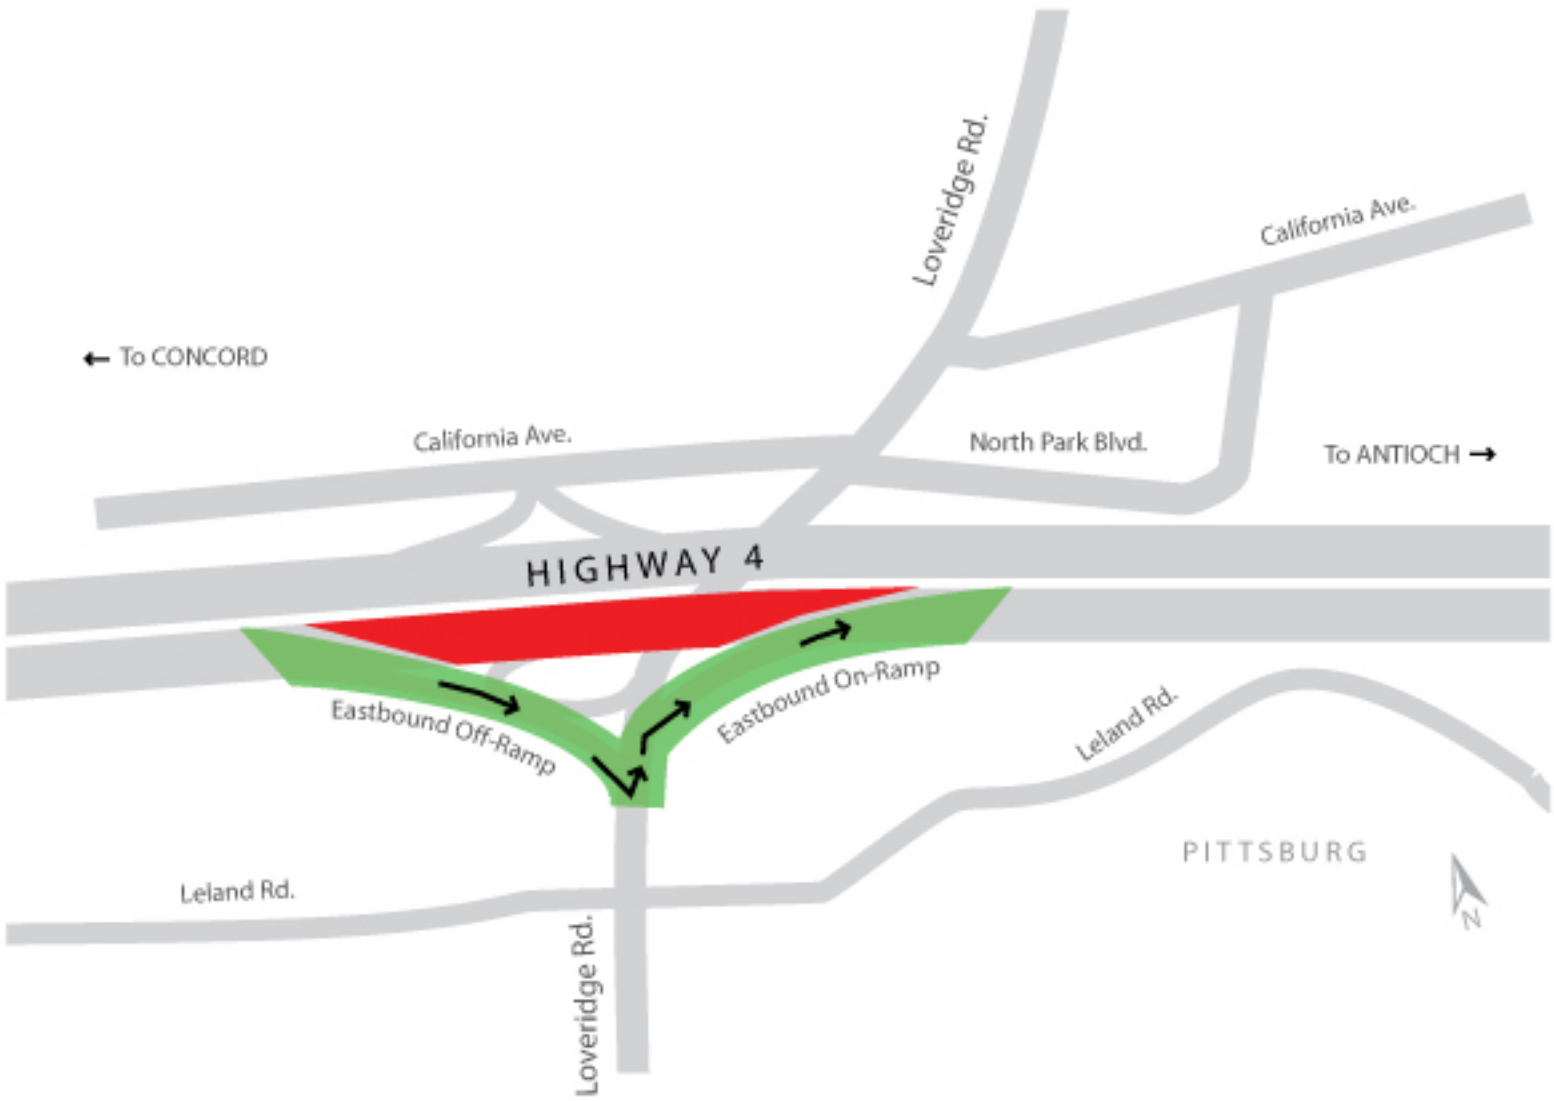 Loveridge Rd.
California Ave.
← To CONCORD
California Ave.
North Park Blvd.
To ANTIOCH →
HIGHWAY 4
Eastbound Off-Ramp
Eastbound On-Ramp
Leland Rd.
PITTSBURG
Leland Rd.
N
Loveridge Rd.